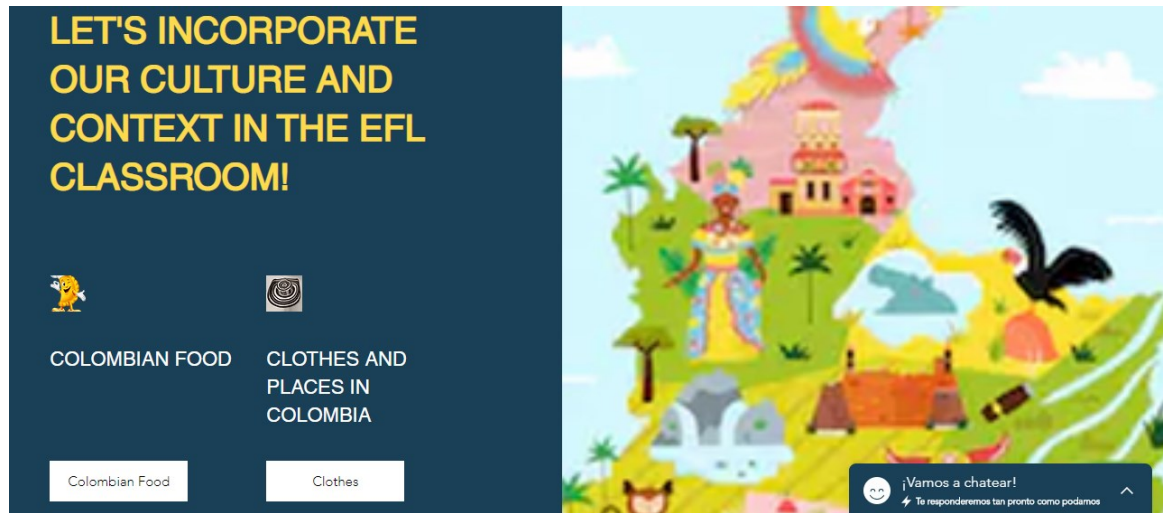 LET'S INCORPORATE
OUR CULTURE AND
CONTEXT IN THE EFL
CLASSROOM!
COLOMBIAN FOOD
CLOTHES AND
PLACES IN
COLOMBIA
Colombian Food
Clothes
¡Vamos a chatear!
Te responderemos tan pronto como podamos